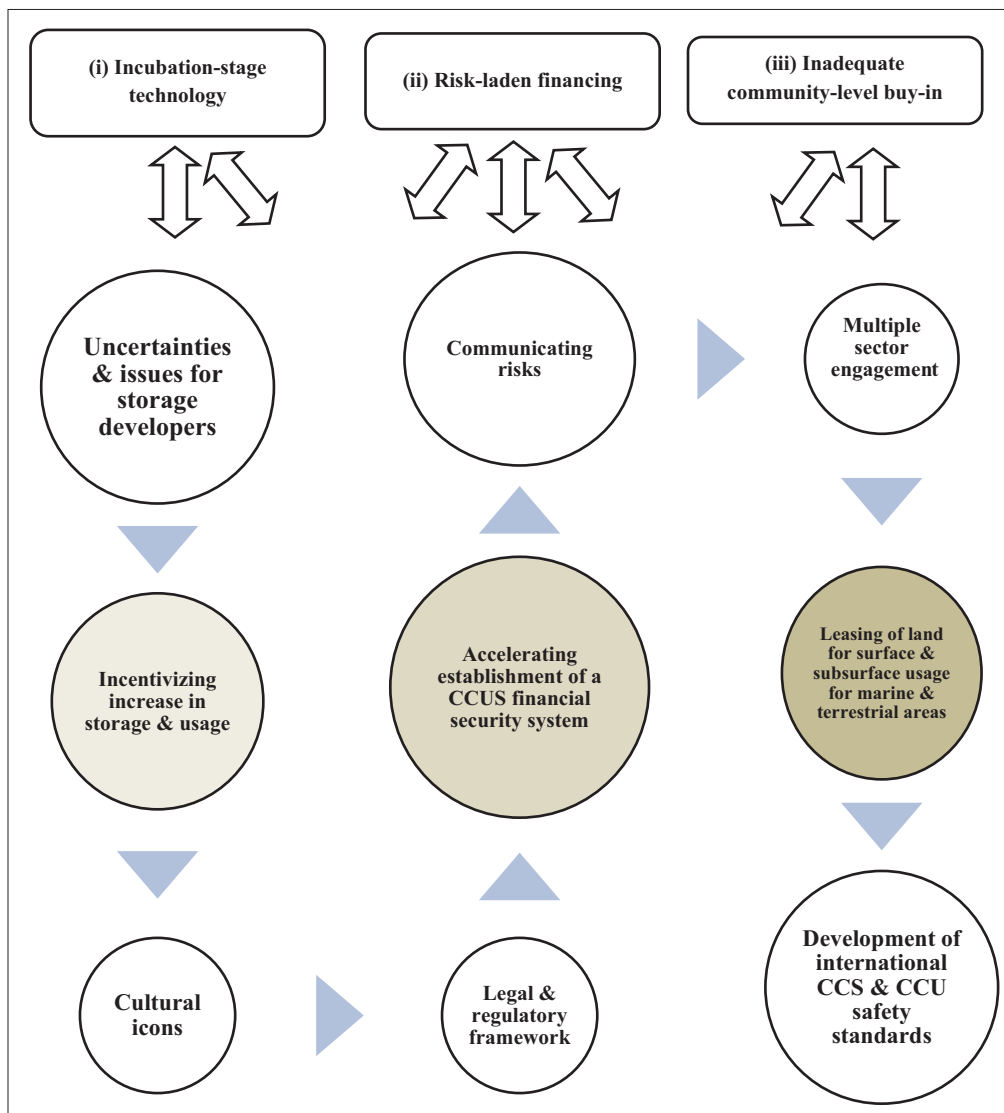 (i) Incubation-stage
technology
(ii) Risk-laden financing
(iii) Inadequate
community-level buy-in
Uncertainties
& issues for
storage
developers
Communicating
risks
Multiple
sector
engagement
Incentivizing
increase in
storage & usage
Accelerating
establishment of a
CCUS financial
security system
Leasing of land
for surface &
subsurface usage
for marine &
terrestrial areas
Cultural
icons
Legal &
regulatory
framework
Development of
international
CCS & CCU
safety
standards